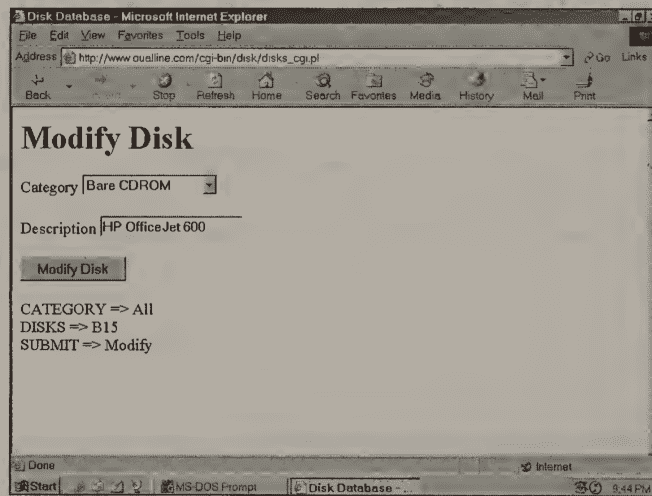 Disk Database - Microsoft Internet Explorer
File Edit View Favorites Tools Help
Address http://www.oualline.com/cgi-bin/disk/disks_cgi.pl Go Links
Back Stop Refresh Home Search Favorites Media History Mail Print
Modify Disk
Category Bare CDROM
Description HP OfficeJet 600
Modify Disk
CATEGORY => All
DISKS => B15
SUBMIT => Modify
Done Internet
Start MS-DOS Prompt Disk Database - ... 9:44 PM